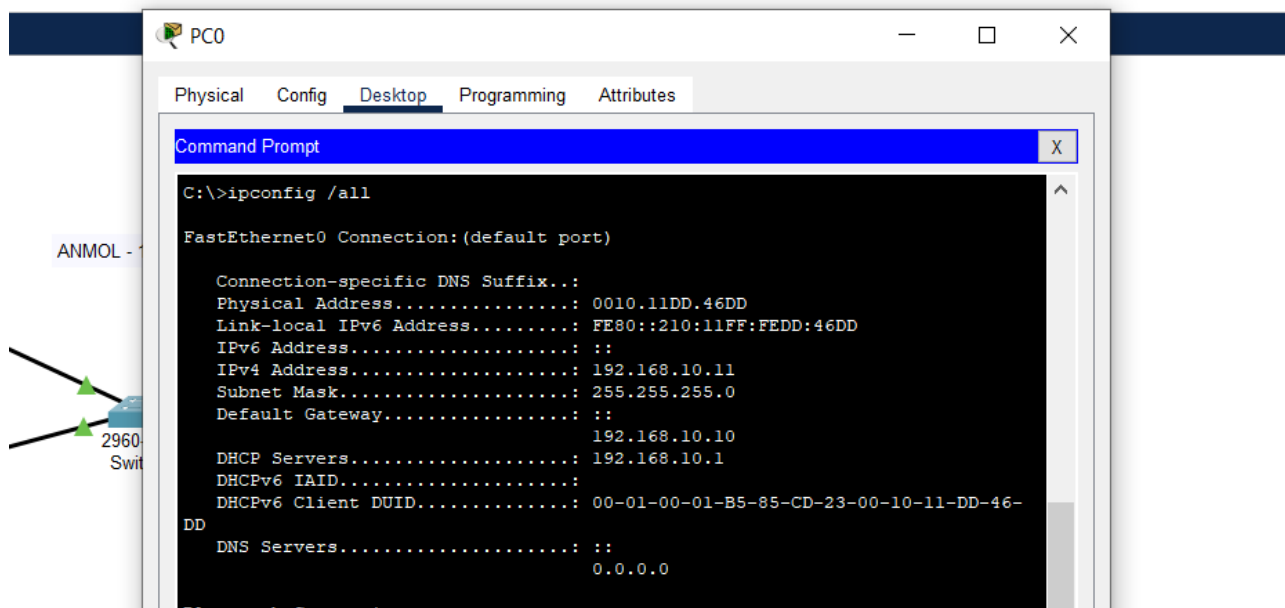 PC0
Physical Config Desktop Programming Attributes
Command Prompt
X
C:\>ipconfig /all
FastEthernet0 Connection:(default port)
Connection-specific DNS Suffix..:
Physical Address................: 0010.11DD.46DD
Link-local IPv6 Address.........: FE80::210:11FF:FEDD:46DD
IPv6 Address....................: ::
IPv4 Address....................: 192.168.10.11
Subnet Mask.....................: 255.255.255.0
Default Gateway.................: ::
192.168.10.10
DHCP Servers....................: 192.168.10.1
DHCPv6 IAID.....................:
DHCPv6 Client DUID..............: 00-01-00-01-B5-85-CD-23-00-10-11-DD-46-
DD
DNS Servers.....................: ::
0.0.0.0
ANMOL -
2960-
Swit